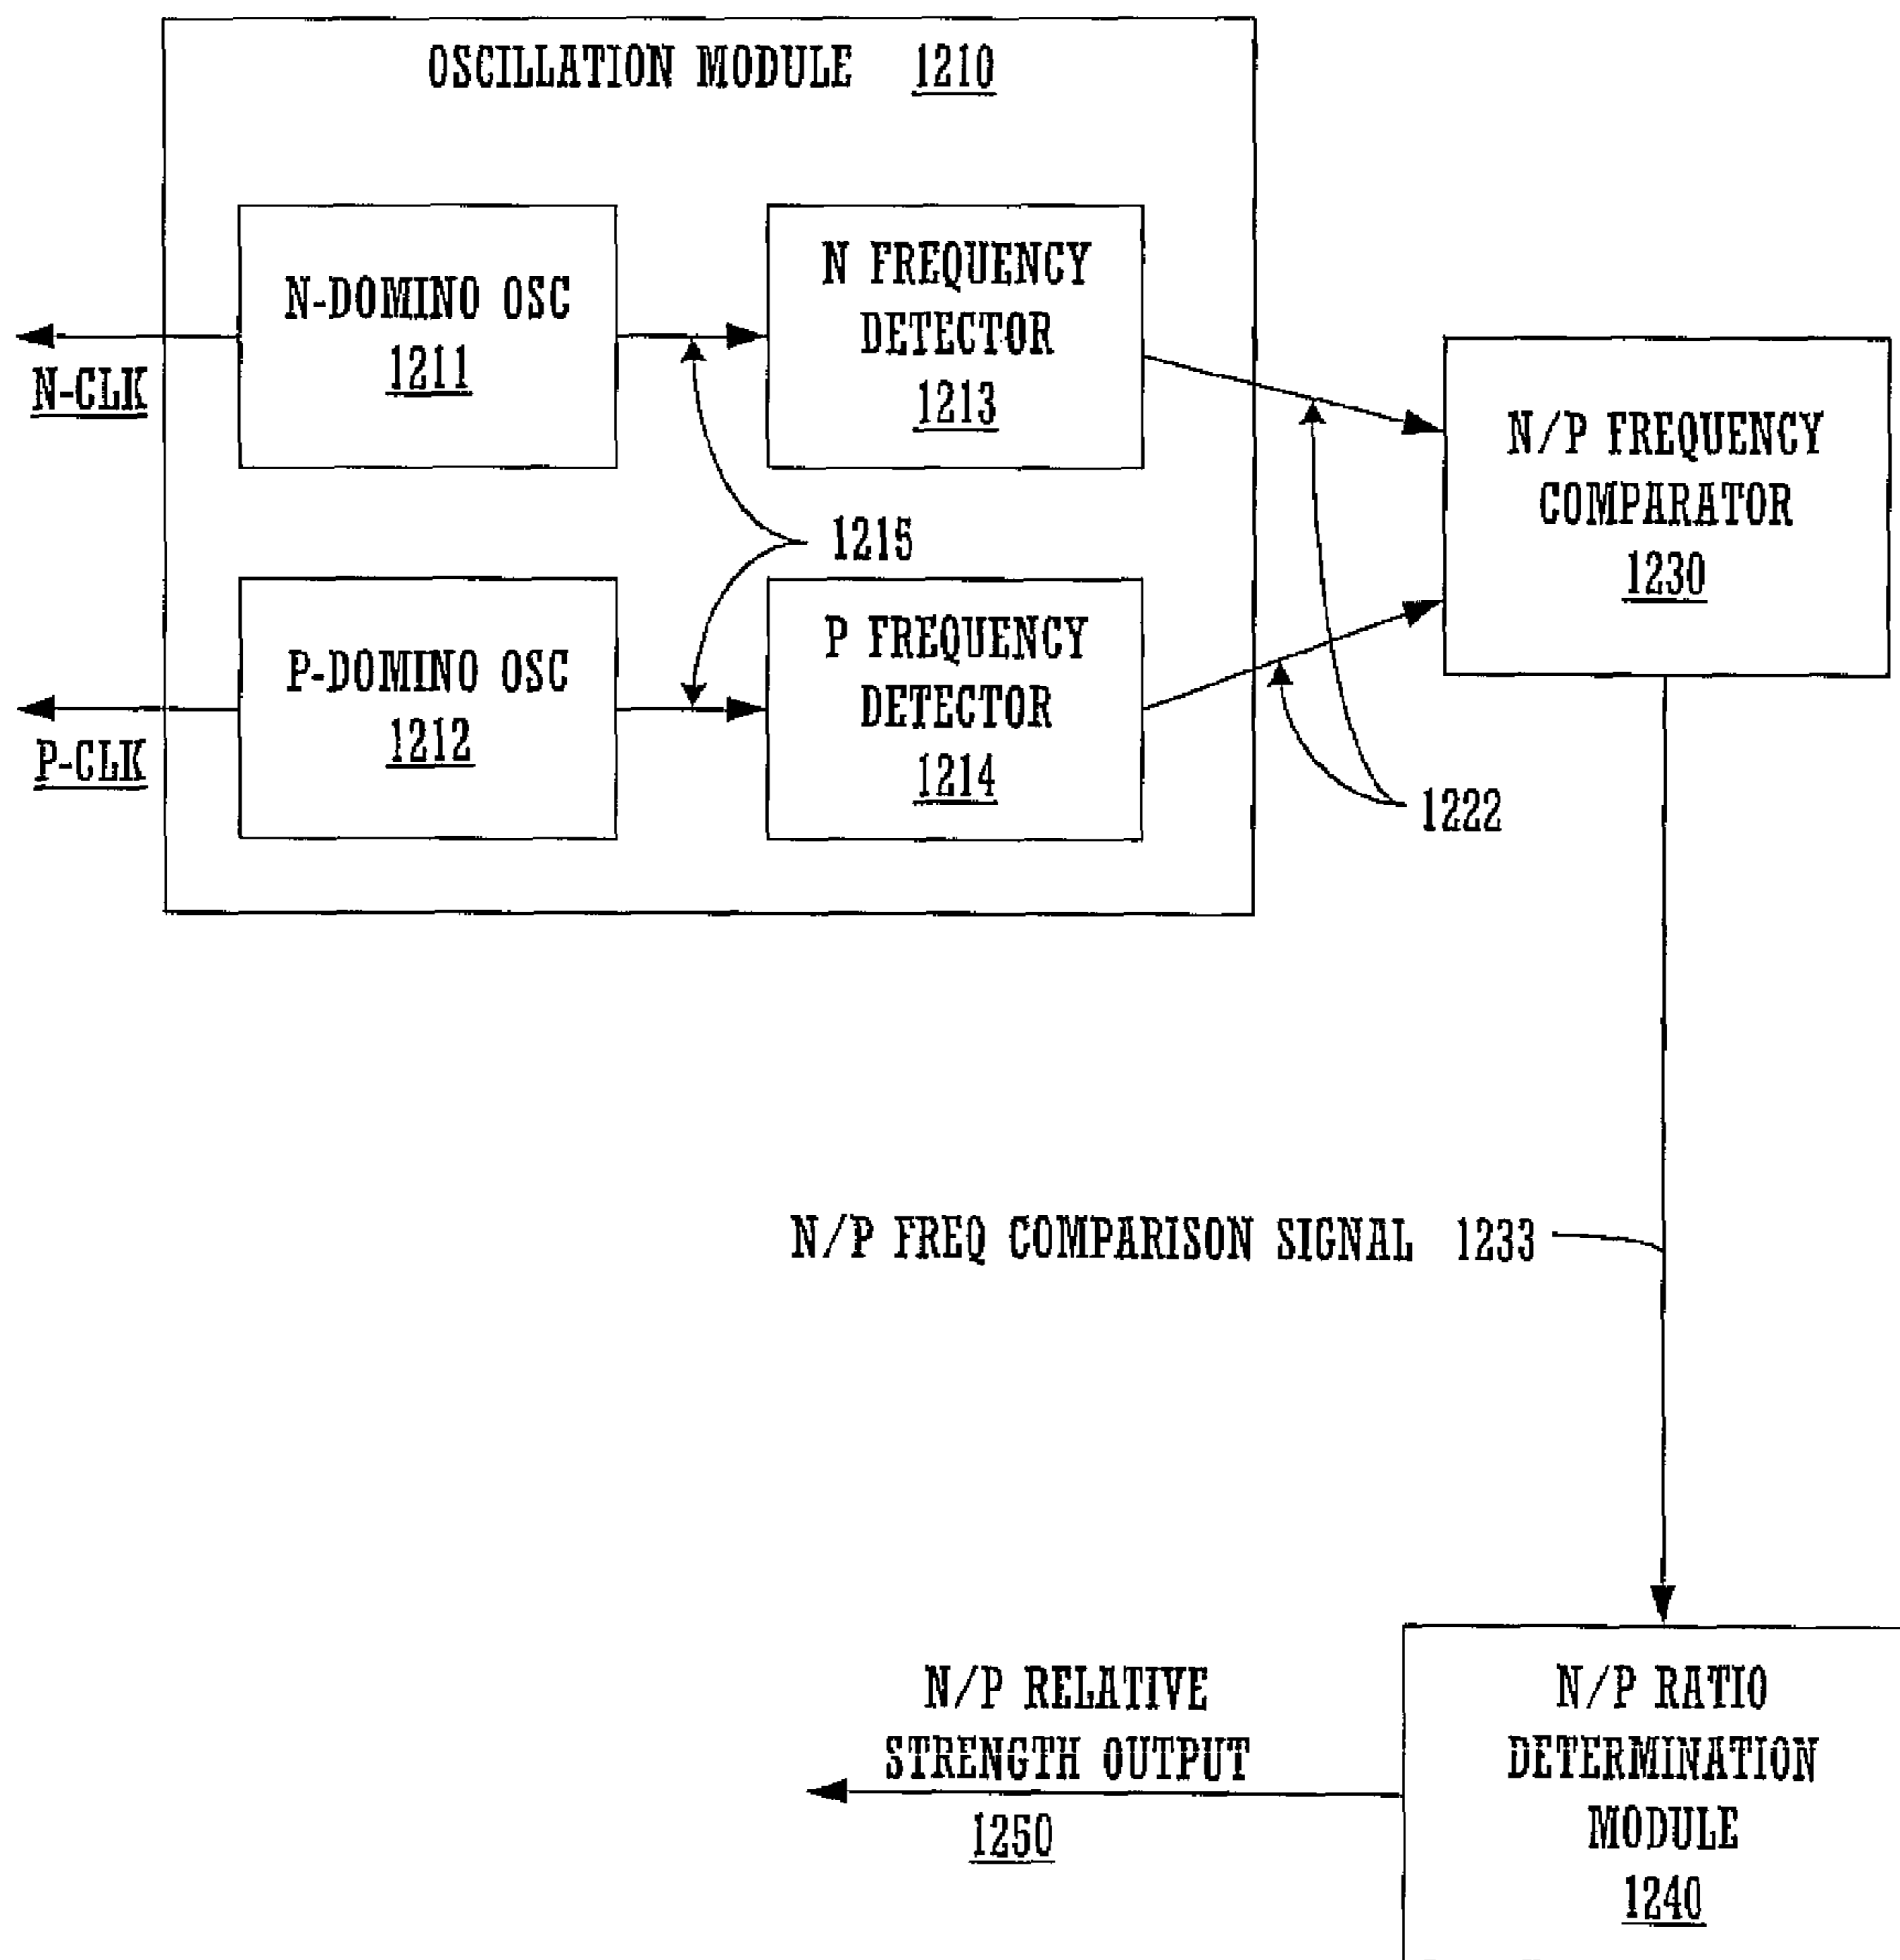 OSCILLATION MODULE 1210
N-DOMINO OSC
1211
N FREQUENCY
DETECTOR
1213
N-CLK
N/P FREQUENCY
COMPARATOR
1230
1215
P-DOMINO OSC
1212
P FREQUENCY
DETECTOR
1214
P-CLK
1222
N/P FREQ COMPARISON SIGNAL 1233
N/P RELATIVE
STRENGTH OUTPUT
1250
N/P RATIO
DETERMINATION
MODULE
1240